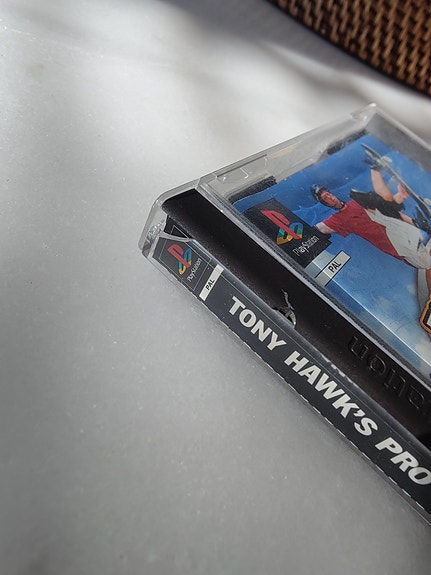 PlayStation
PAL
PlayStation
PAL
TONY HAWK'S PRO